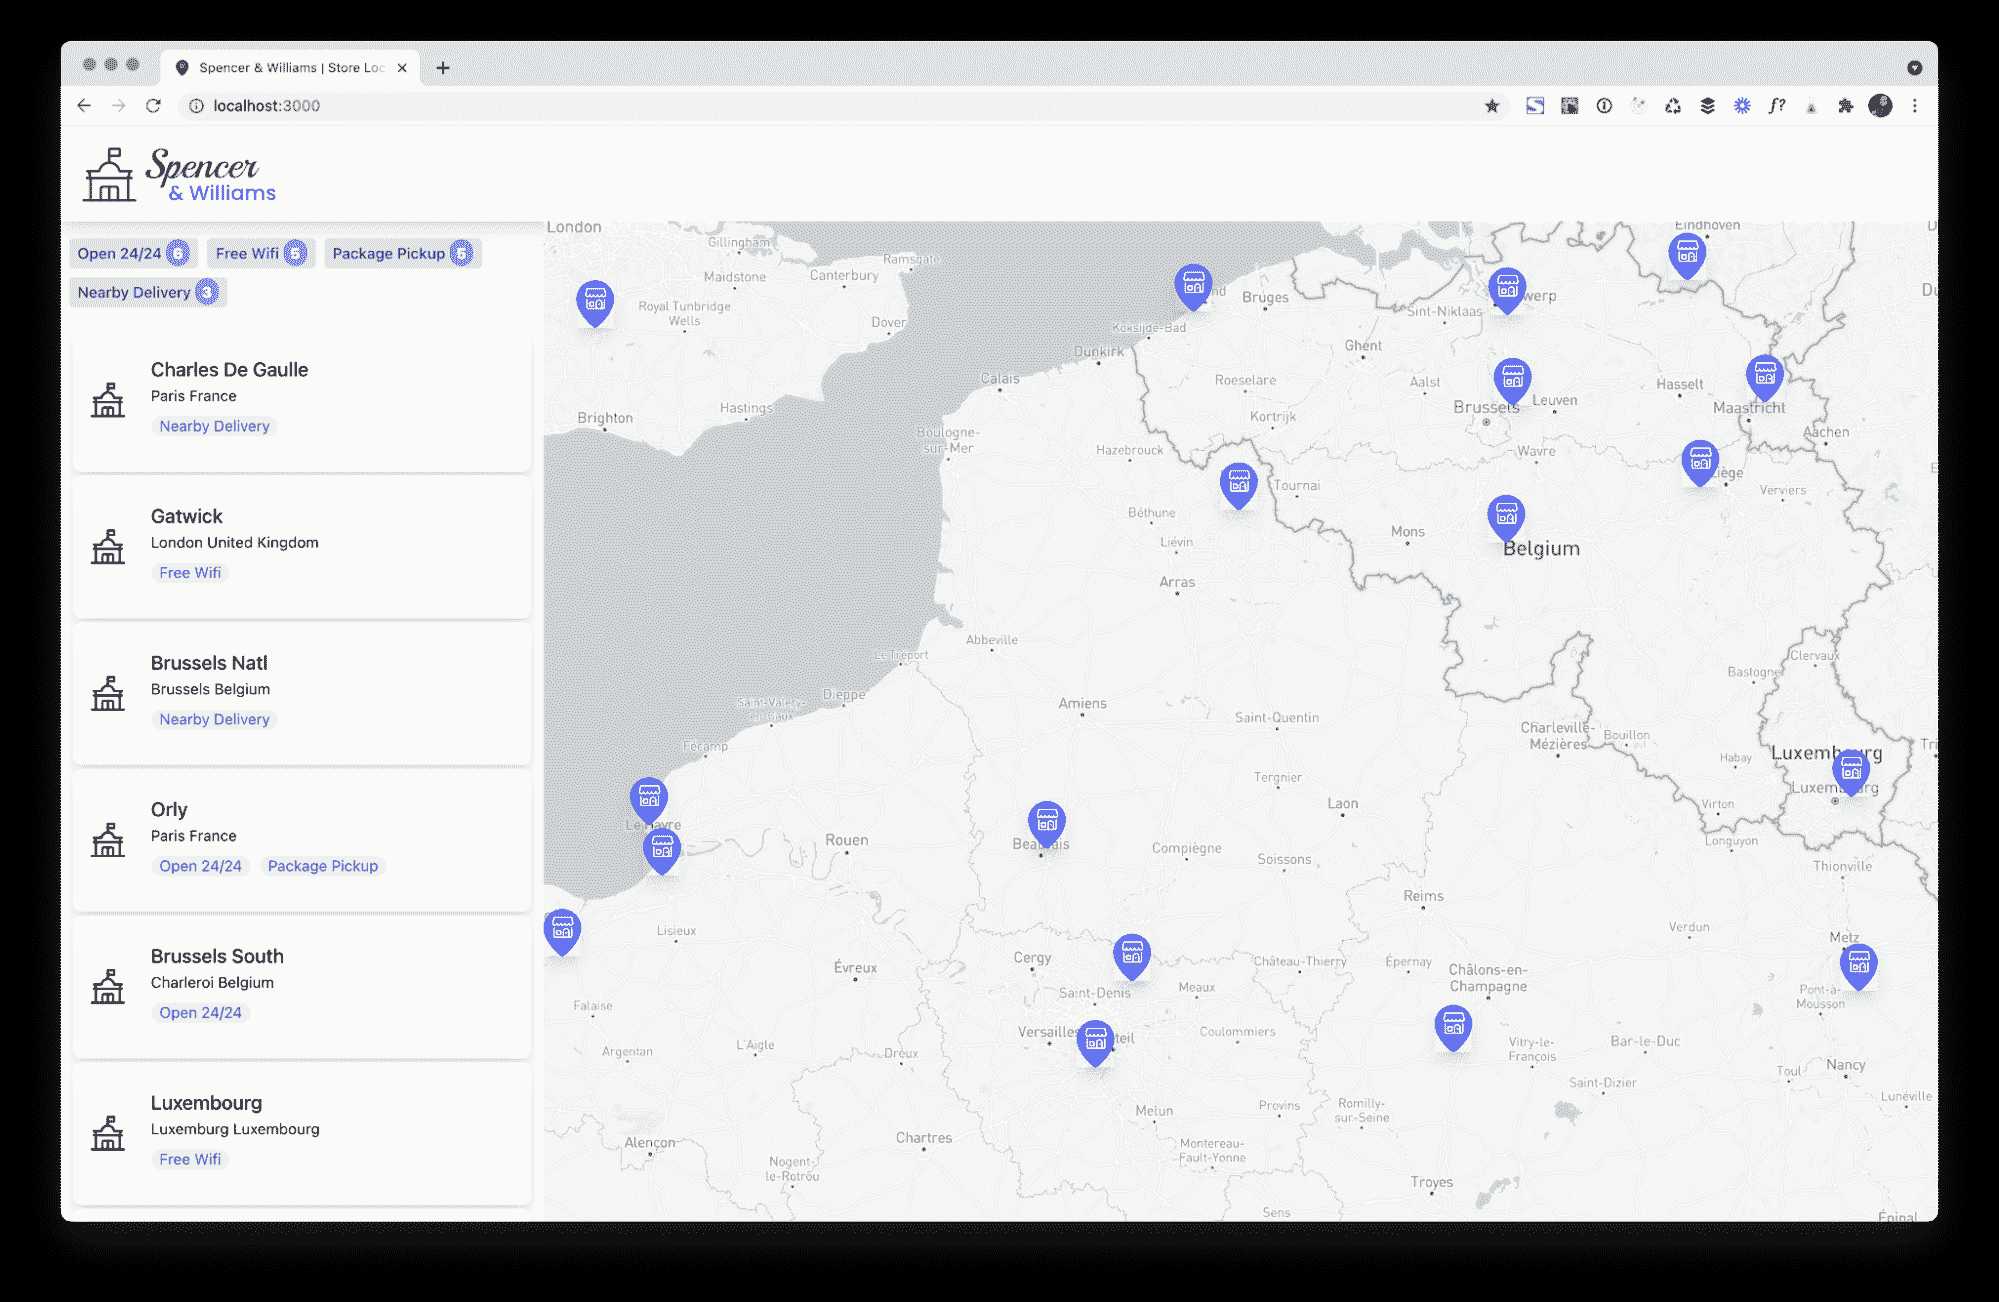 Spencer & Williams | Store Loc
localhost:3000
f?
Spencer
& Williams
Open 24/24 6
Free Wifi 5
Package Pickup 5
Nearby Delivery 3
Charles De Gaulle
Paris France
Nearby Delivery
Gatwick
London United Kingdom
Free Wifi
Brussels Natl
Brussels Belgium
Nearby Delivery
Orly
Paris France
Open 24/24 Package Pickup
Brussels South
Charleroi Belgium
Open 24/24
Luxembourg
Luxemburg Luxembourg
Free Wifi
London
Gillingham
Ramsgate
Maidstone
Canterbury
Royal Tunbridge
Wells
Dover
Brighton
Hastings
Eindhoven
Bruges
Koksijde-Bad
Dunkirk
Calais
Sint-Niklaas
Ghent
Roeselare
Aalst
Kortrijk
Brussels
Leuven
Hasselt
Maastricht
Aachen
Boulogne-
sur-Mer
Hazebrouck
Wavre
Tournai
Verviers
Béthune
Liévin
Mons
Belgium
Arras
Abbeville
Le Tréport
Dieppe
Saint-Valery-
en-Caux
Fécamp
Amiens
Saint-Quentin
Clervaux
Bastogne
Charleville-
Mézières
Bouillon
Habay
Luxembourg
Virton
Longuyon
Thionville
Tergnier
Laon
Le Havre
Rouen
Beauvais
Compiègne
Soissons
Reims
Verdun
Metz
Lisieux
Évreux
Cergy
Château-Thierry
Épernay
Châlons-en-
Champagne
Pont-à-
Mousson
Falaise
Saint-Denis
Meaux
Versailles
Coulommiers
Vitry-le-
François
Bar-le-Duc
Argentan
L'Aigle
Dreux
Toul
Nancy
Saint-Dizier
Lunéville
Melun
Provins
Romilly-
sur-Seine
Alençon
Chartres
Montereau-
Fault-Yonne
Nogent-
le-Rotrou
Troyes
Sens
Épinal